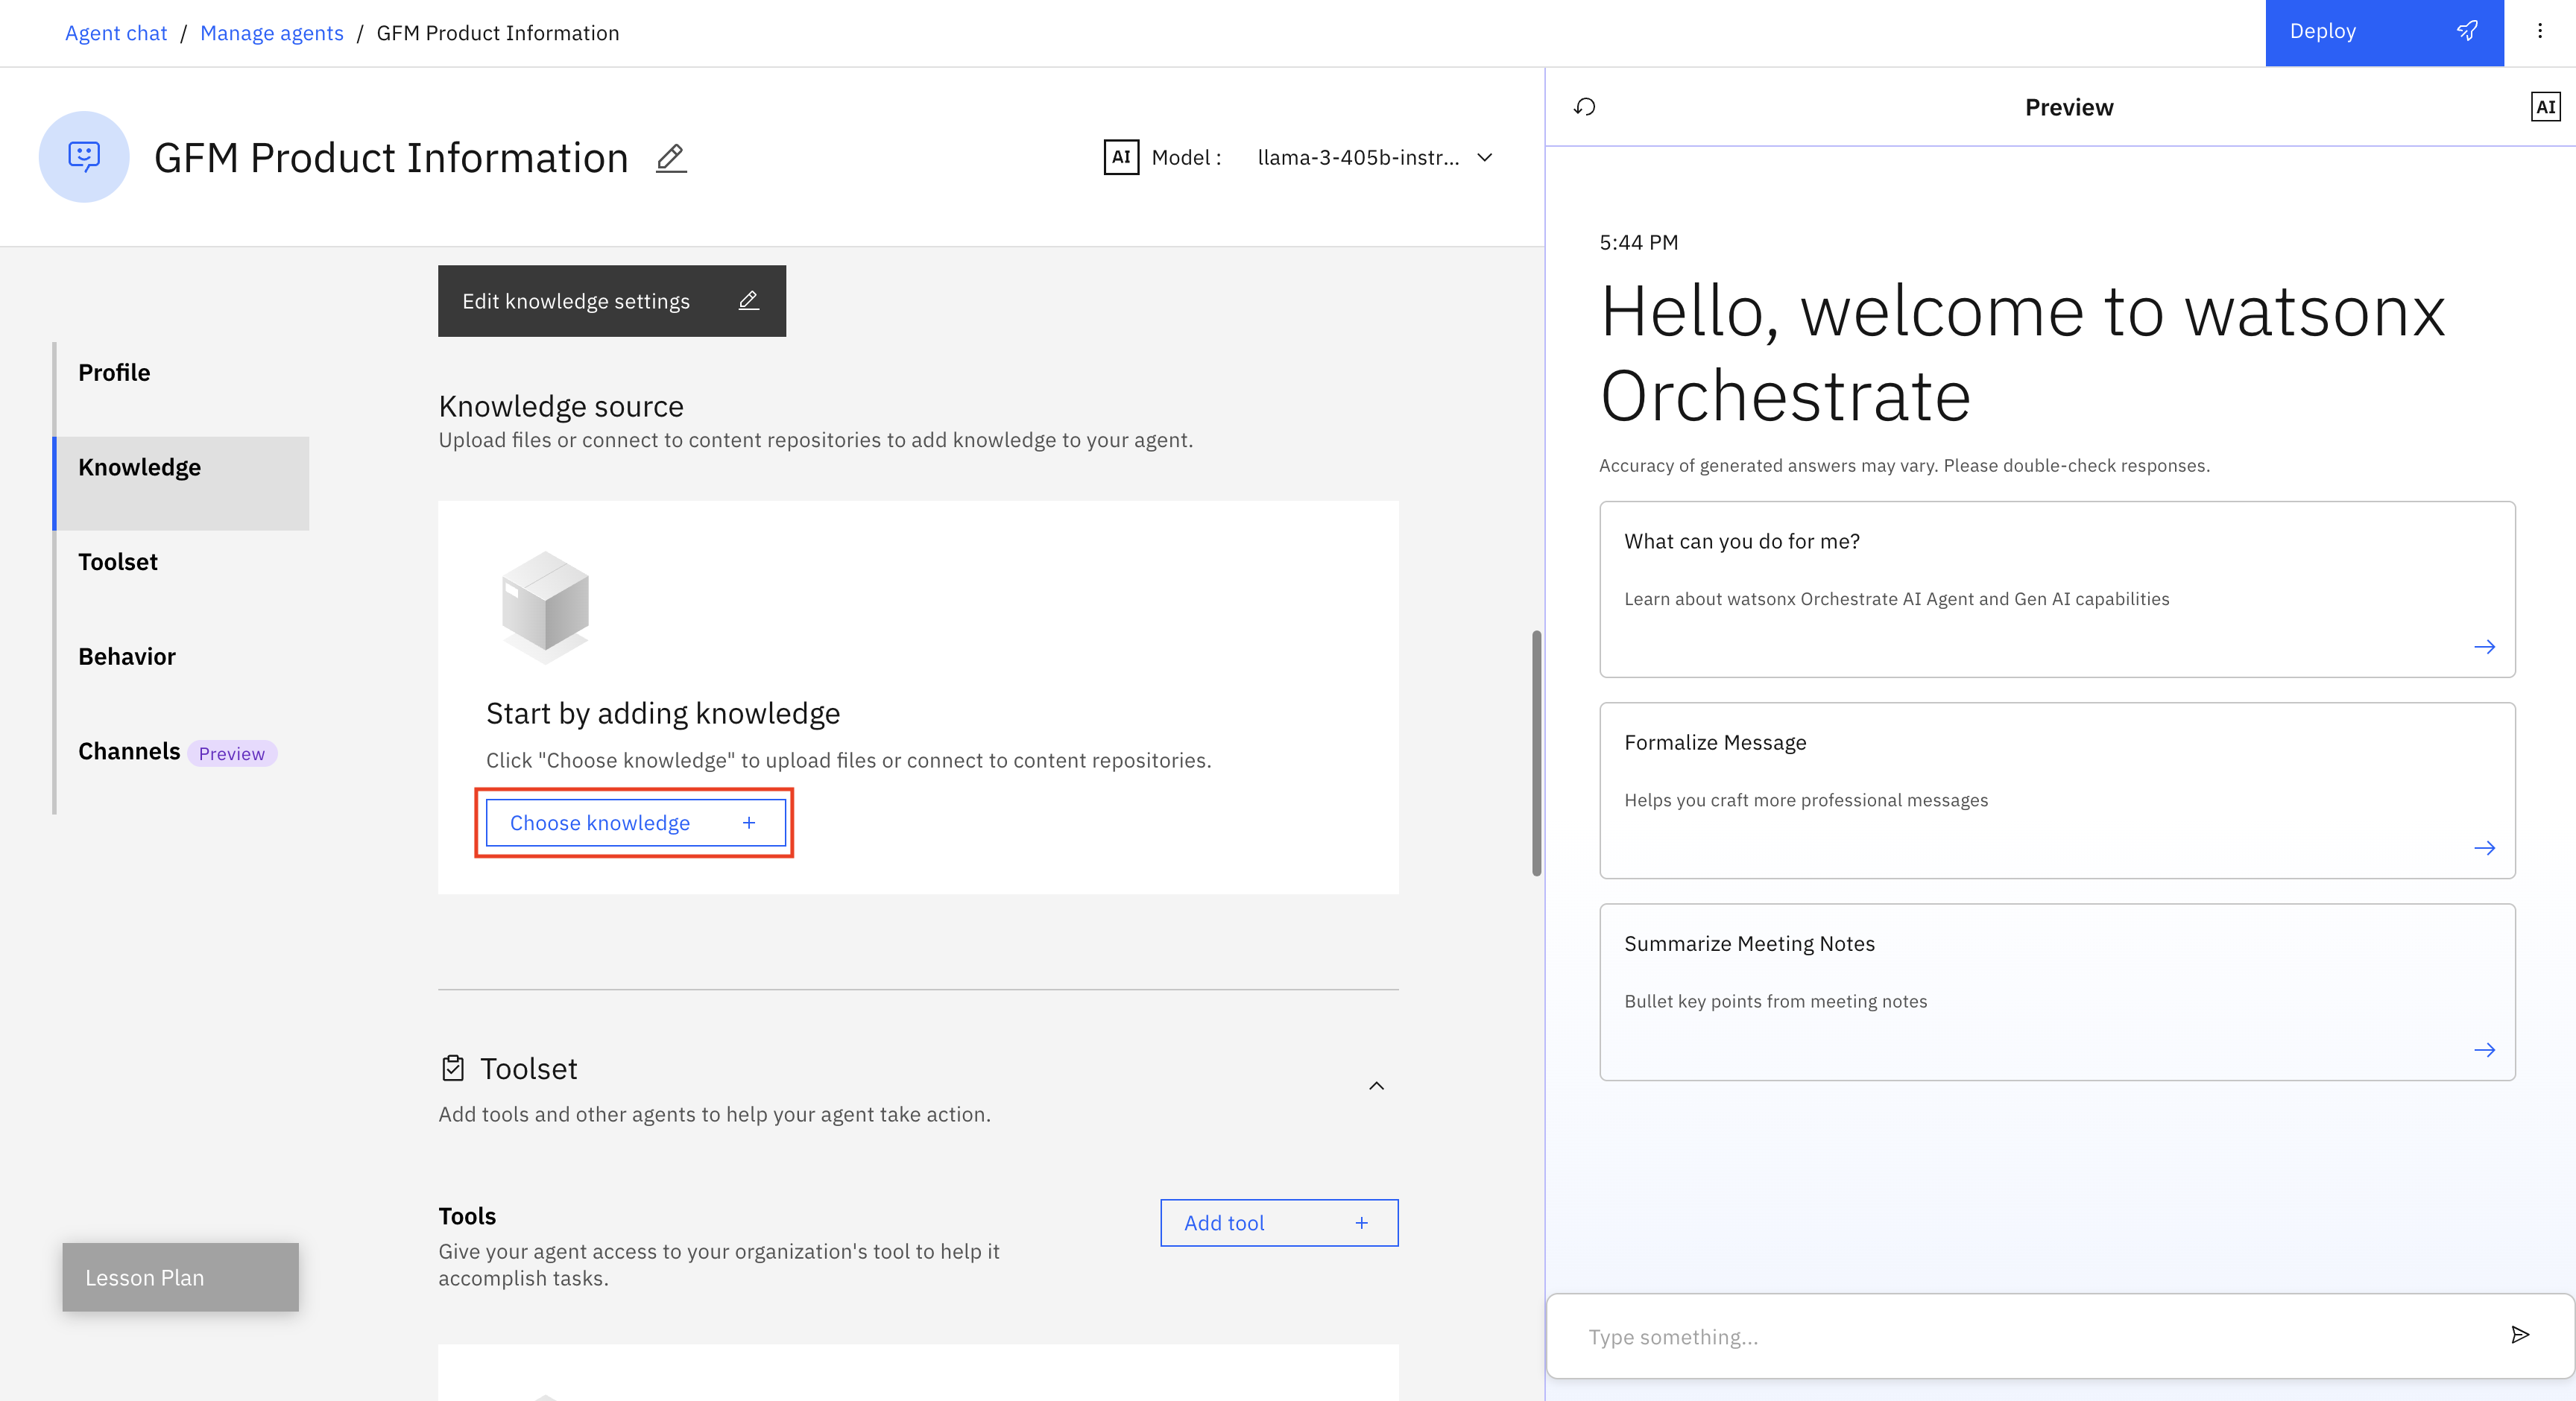 Agent chat / Manage agents / GFM Product Information
Deploy
GFM Product Information
AI Model : llama-3-405b-instr...
Preview
AI
Profile
Knowledge
Toolset
Behavior
Channels Preview
Lesson Plan
Edit knowledge settings
Knowledge source
Upload files or connect to content repositories to add knowledge to your agent.
Start by adding knowledge
Click "Choose knowledge" to upload files or connect to content repositories.
Choose knowledge +
Toolset
Add tools and other agents to help your agent take action.
Tools
Give your agent access to your organization's tool to help it
accomplish tasks.
Add tool +
5:44 PM
Hello, welcome to watsonx
Orchestrate
Accuracy of generated answers may vary. Please double-check responses.
What can you do for me?
Learn about watsonx Orchestrate AI Agent and Gen AI capabilities
Formalize Message
Helps you craft more professional messages
Summarize Meeting Notes
Bullet key points from meeting notes
Type something...